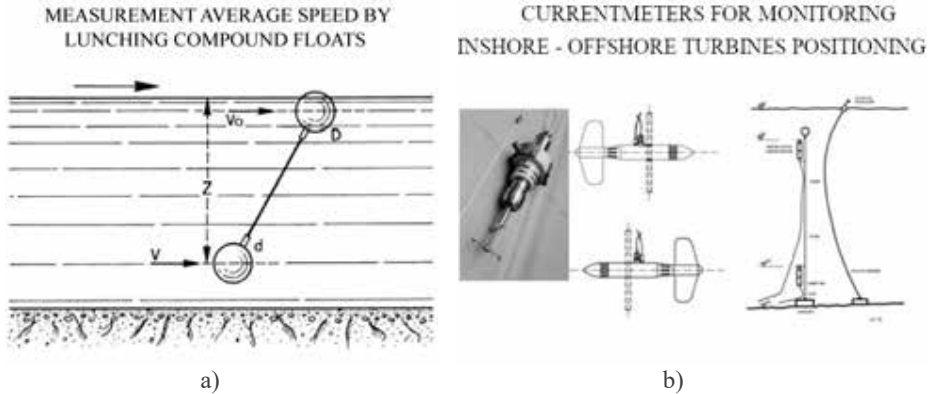 MEASUREMENT AVERAGE SPEED BY
LUNCHING COMPOUND FLOATS
V₀
D
Z
d
V
a)
CURRENTMETERS FOR MONITORING
INSHORE - OFFSHORE TURBINES POSITIONING
b)